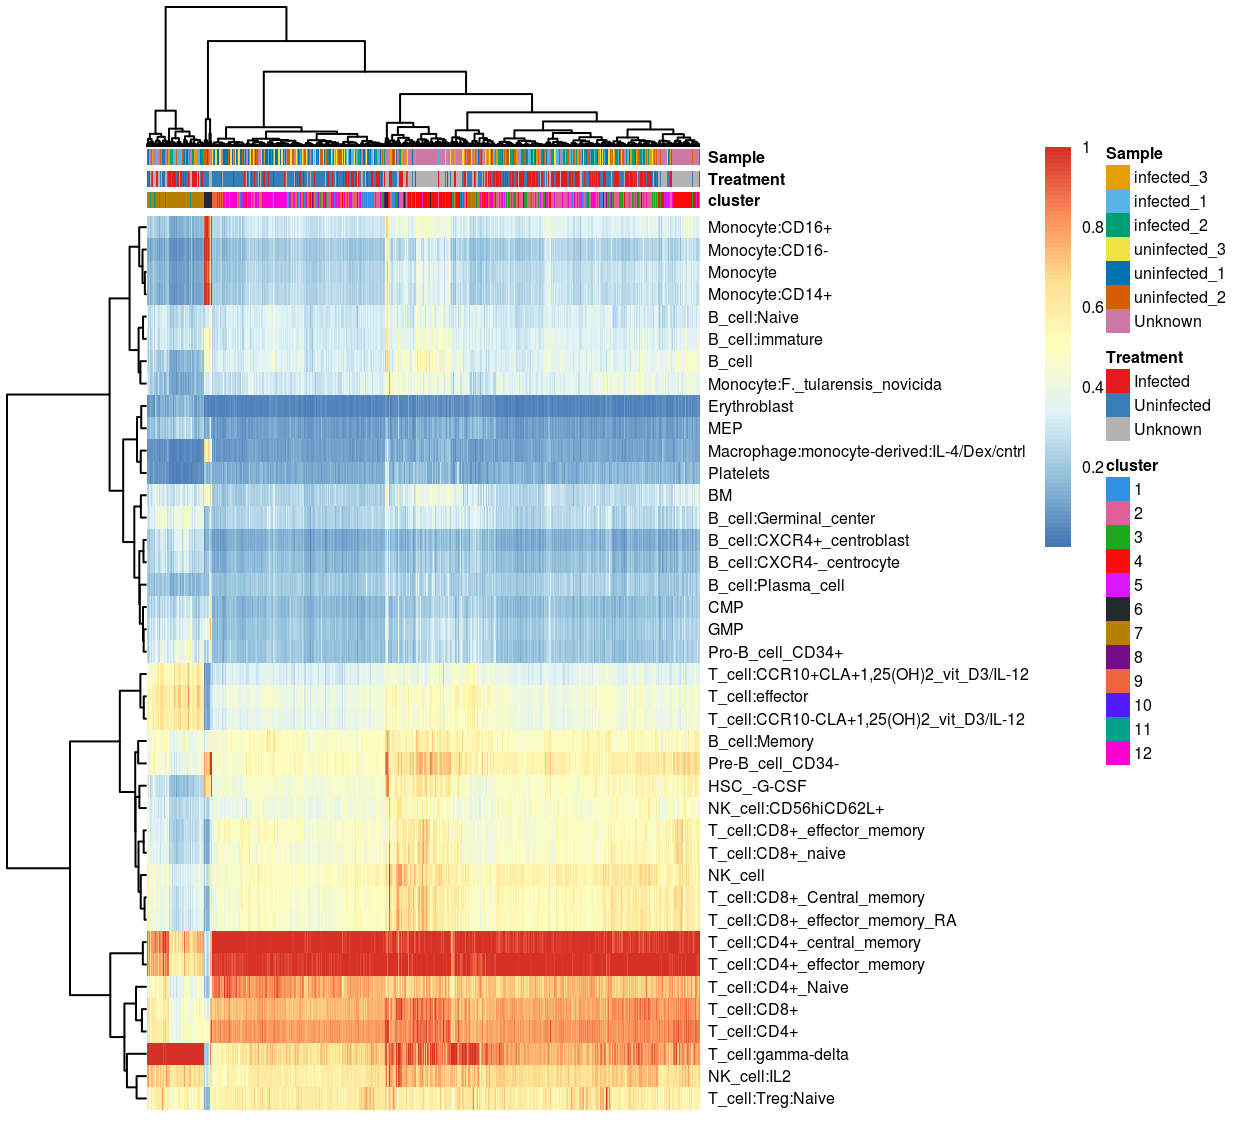 Sample
Treatment
cluster
Monocyte:CD16+
Monocyte:CD16-
Monocyte
Monocyte:CD14+
B_cell:Naive
B_cell:immature
B_cell
Monocyte:F._tularensis_novicida
Erythroblast
MEP
Macrophage:monocyte-derived:IL-4/Dex/cntrl
Platelets
BM
B_cell:Germinal_center
B_cell:CXCR4+_centroblast
B_cell:CXCR4-_centrocyte
B_cell:Plasma_cell
CMP
GMP
Pro-B_cell_CD34+
T_cell:CCR10+CLA+1,25(OH)2_vit_D3/IL-12
T_cell:effector
T_cell:CCR10-CLA+1,25(OH)2_vit_D3/IL-12
B_cell:Memory
Pre-B_cell_CD34-
HSC_-G-CSF
NK_cell:CD56hiCD62L+
T_cell:CD8+_effector_memory
T_cell:CD8+_naive
NK_cell
T_cell:CD8+_Central_memory
T_cell:CD8+_effector_memory_RA
T_cell:CD4+_central_memory
T_cell:CD4+_effector_memory
T_cell:CD4+_Naive
T_cell:CD8+
T_cell:CD4+
T_cell:gamma-delta
NK_cell:IL2
T_cell:Treg:Naive
1
0.8
0.6
0.4
0.2
Sample
infected_3
infected_1
infected_2
uninfected_3
uninfected_1
uninfected_2
Unknown
Treatment
Infected
Uninfected
Unknown
cluster
1
2
3
4
5
6
7
8
9
10
11
12